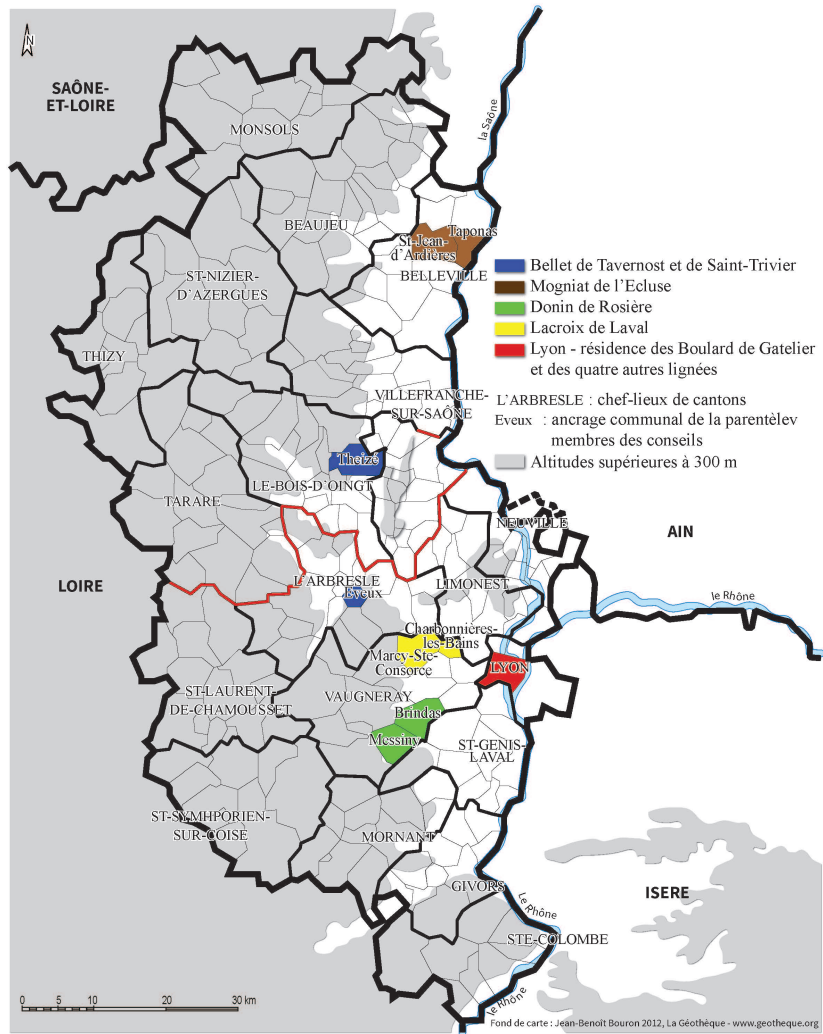 N
SAÔNE-
ET-LOIRE
MONSOLS
la Saône
BEAUJEU
Taponas
St-Jean-
d'Ardières
BELLEVILLE
ST-NIZIER-
D'AZERGUES
Bellet de Tavernost et de Saint-Trivier
Mogniat de l'Ecluse
Donin de Rosière
Lacroix de Laval
Lyon - résidence des Boulard de Gatelier
et des quatre autres lignées
L'ARBRESLE : chef-lieux de cantons
Eveux : ancrage communal de la parentèlev
membres des conseils
Altitudes supérieures à 300 m
THIZY
VILLEFRANCHE-
SUR-SAÔNE
Theizé
LE-BOIS-D'OINGT
TARARE
NEUVILLE
AIN
LOIRE
L'ARBRESLE
Eveux
LIMONEST
le Rhône
Charbonnières-
les-Bains
Marcy-Ste-
Consorce
LYON
ST-LAURENT-
DE-CHAMOUSSET
VAUGNERAY
Brindas
Messiny
ST-GENIS-
LAVAL
ST-SYMHPORIEN-
SUR-COISE
MORNANT
GIVORS
ISERE
Le Rhône
STE-COLOMBE
le Rhône
0 5 10 20 30 km
Fond de carte : Jean-Benoît Bouron 2012, La Géothèque - www.geotheque.org